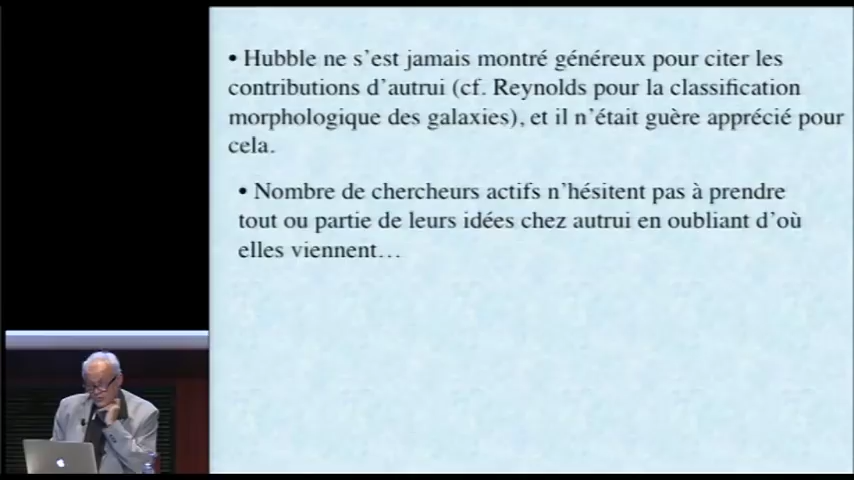 • Hubble ne s'est jamais montré généreux pour citer les
contributions d'autrui (cf. Reynolds pour la classification
morphologique des galaxies), et il n'était guère apprécié pour
cela.
• Nombre de chercheurs actifs n'hésitent pas à prendre
tout ou partie de leurs idées chez autrui en oubliant d'où
elles viennent…